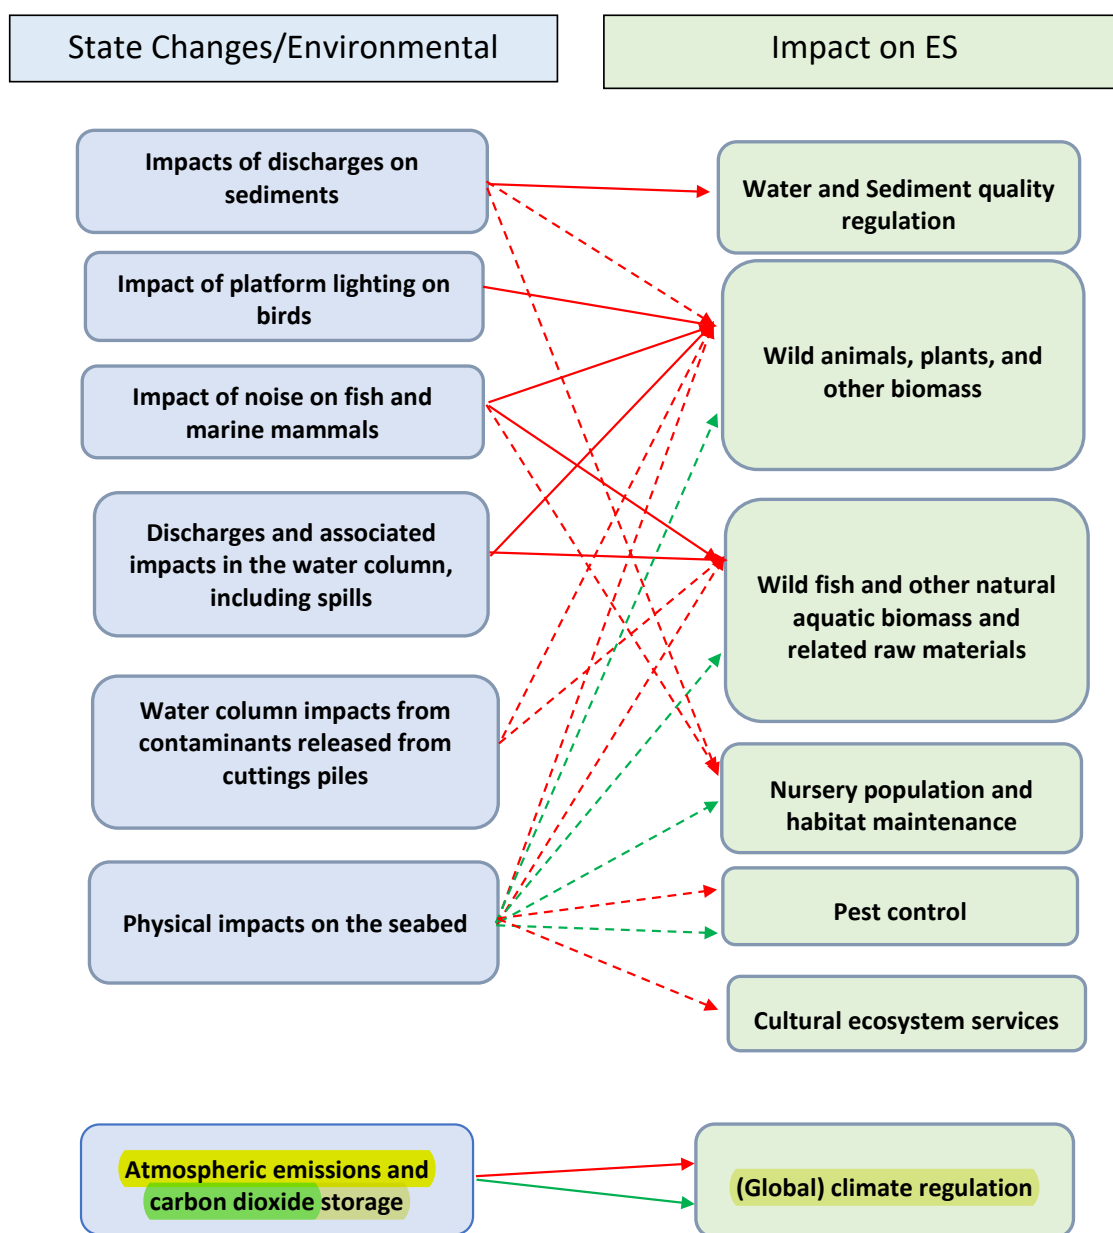 State Changes/Environmental
Impact on ES
Impacts of discharges on
sediments
Water and Sediment quality
regulation
Impact of platform lighting on
birds
Wild animals, plants, and
other biomass
Impact of noise on fish and
marine mammals
Discharges and associated
impacts in the water column,
including spills
Wild fish and other natural
aquatic biomass and
related raw materials
Water column impacts from
contaminants released from
cuttings piles
Nursery population and
habitat maintenance
Physical impacts on the seabed
Pest control
Cultural ecosystem services
Atmospheric emissions and
carbon dioxide storage
(Global) climate regulation